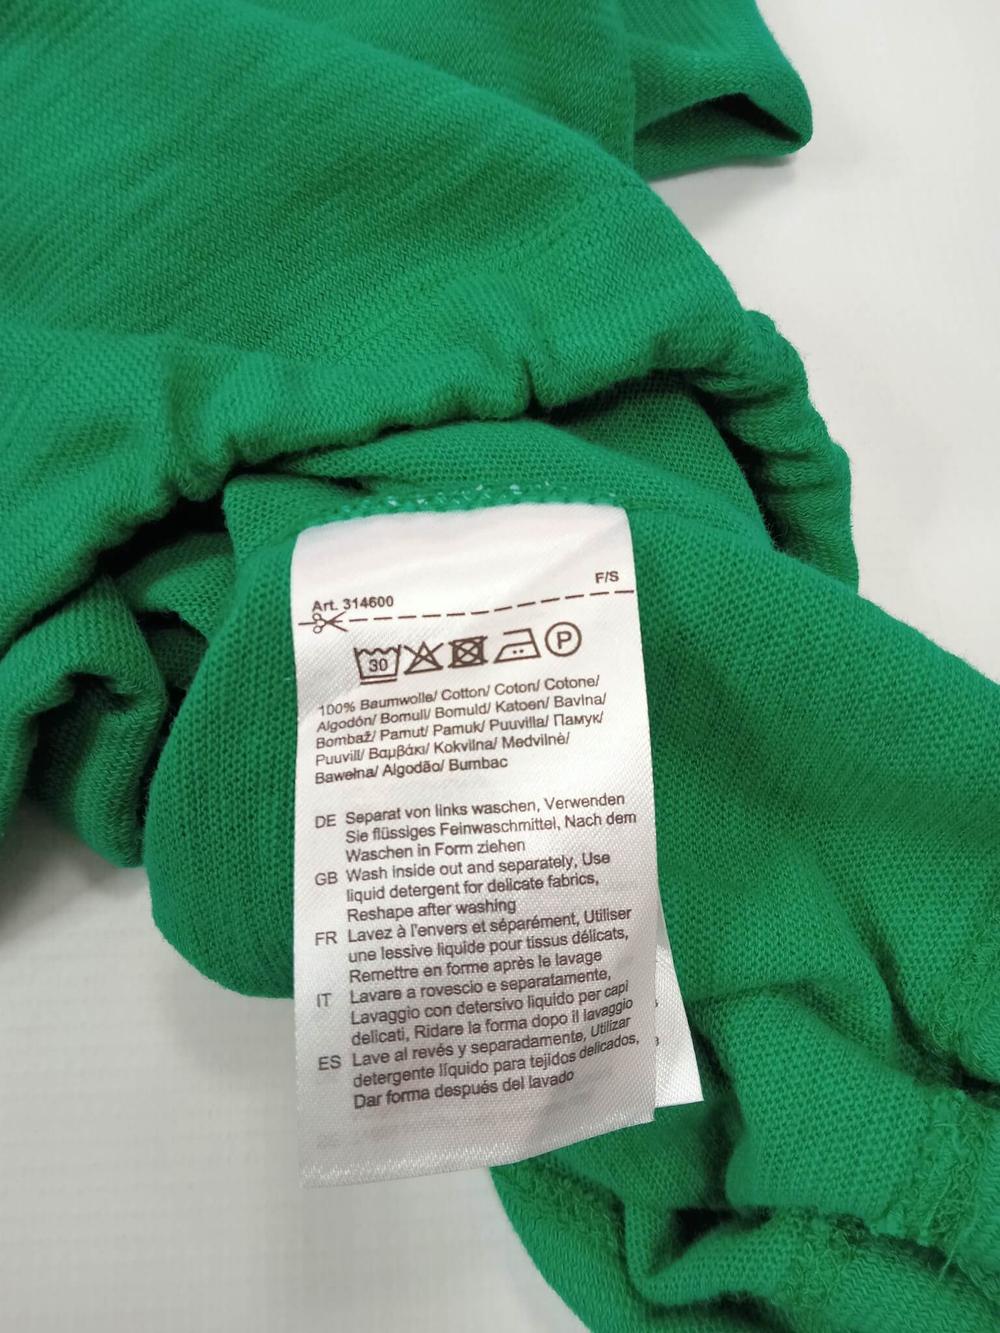 F/S
Art. 314600
30 P
100% Baumwolle/ Cotton/ Coton/ Cotone/
Algodón/ Bomull/ Bomuld/ Katoen/ Bavlna/
Bombaž/ Pamut/ Pamuk/ Puuvilla/ Памук/
Puuvill/ Βαμβάκι/ Kokvilna/ Medvilnė/
Bawełna/ Algodão/ Bumbac
DE Separat von links waschen, Verwenden
Sie flüssiges Feinwaschmittel, Nach dem
Waschen in Form ziehen
GB Wash inside out and separately, Use
liquid detergent for delicate fabrics,
Reshape after washing
FR Lavez à l'envers et séparément, Utiliser
une lessive liquide pour tissus délicats,
Remettre en forme après le lavage
IT Lavare a rovescio e separatamente,
Lavaggio con detersivo liquido per capi
delicati, Ridare la forma dopo il lavaggio
ES Lave al revés y separadamente, Utilizar
detergente líquido para tejidos delicados,
Dar forma después del lavado